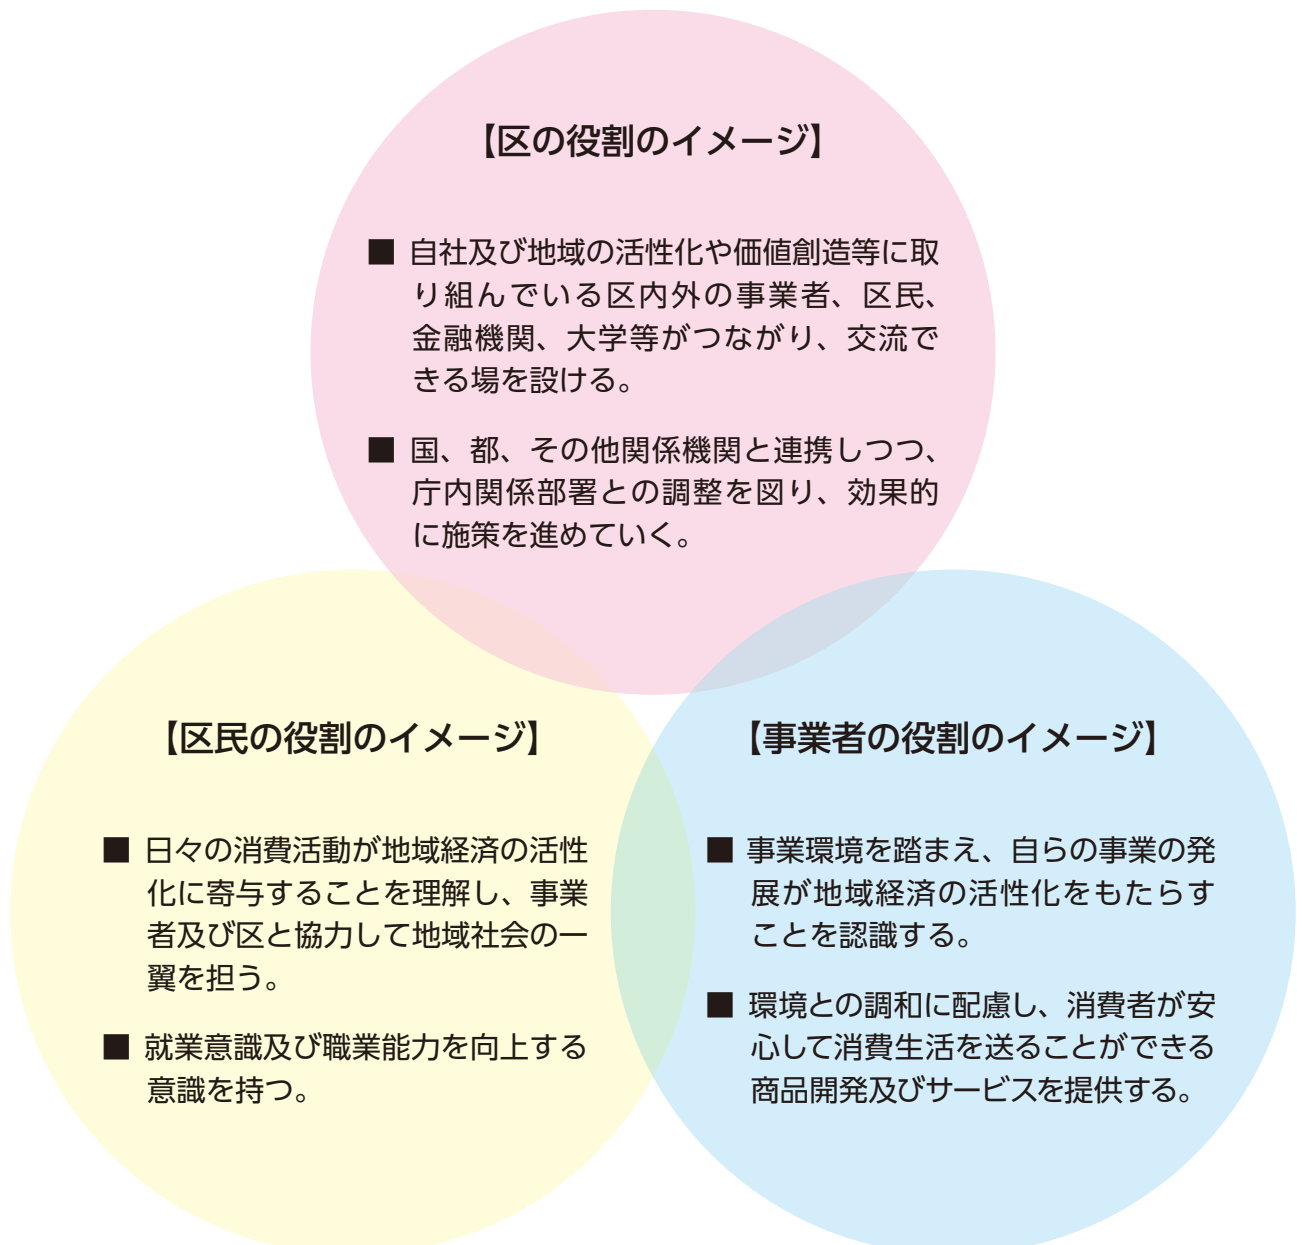 【区の役割のイメージ】
■ 自社及び地域の活性化や価値創造等に取
り組んでいる区内外の事業者、区民、
金融機関、大学等がつながり、交流で
きる場を設ける。
■ 国、都、その他関係機関と連携しつつ、
庁内関係部署との調整を図り、効果的
に施策を進めていく。
【区民の役割のイメージ】
■ 日々の消費活動が地域経済の活性
化に寄与することを理解し、事業
者及び区と協力して地域社会の一
翼を担う。
■ 就業意識及び職業能力を向上する
意識を持つ。
【事業者の役割のイメージ】
■ 事業環境を踏まえ、自らの事業の発
展が地域経済の活性化をもたらす
ことを認識する。
■ 環境との調和に配慮し、消費者が安
心して消費生活を送ることができる
商品開発及びサービスを提供する。